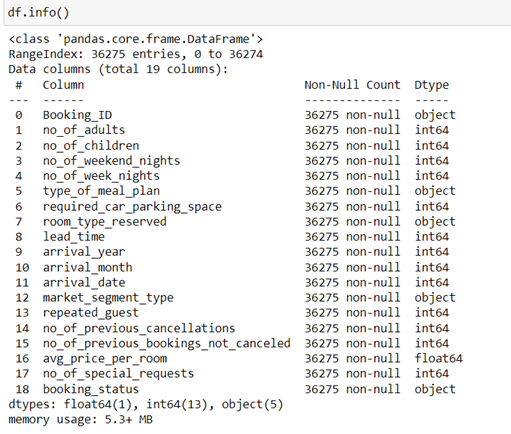 df.info()
<class 'pandas.core.frame.DataFrame'>
RangeIndex: 36275 entries, 0 to 36274
Data columns (total 19 columns):
 #   Column                                Non-Null Count  Dtype
---  ------                                --------------  -----
 0   Booking_ID                            36275 non-null  object
 1   no_of_adults                          36275 non-null  int64
 2   no_of_children                        36275 non-null  int64
 3   no_of_weekend_nights                  36275 non-null  int64
 4   no_of_week_nights                     36275 non-null  int64
 5   type_of_meal_plan                     36275 non-null  object
 6   required_car_parking_space            36275 non-null  int64
 7   room_type_reserved                    36275 non-null  object
 8   lead_time                             36275 non-null  int64
 9   arrival_year                          36275 non-null  int64
 10  arrival_month                         36275 non-null  int64
 11  arrival_date                          36275 non-null  int64
 12  market_segment_type                   36275 non-null  object
 13  repeated_guest                        36275 non-null  int64
 14  no_of_previous_cancellations          36275 non-null  int64
 15  no_of_previous_bookings_not_canceled  36275 non-null  int64
 16  avg_price_per_room                    36275 non-null  float64
 17  no_of_special_requests                36275 non-null  int64
 18  booking_status                        36275 non-null  object
dtypes: float64(1), int64(13), object(5)
memory usage: 5.3+ MB